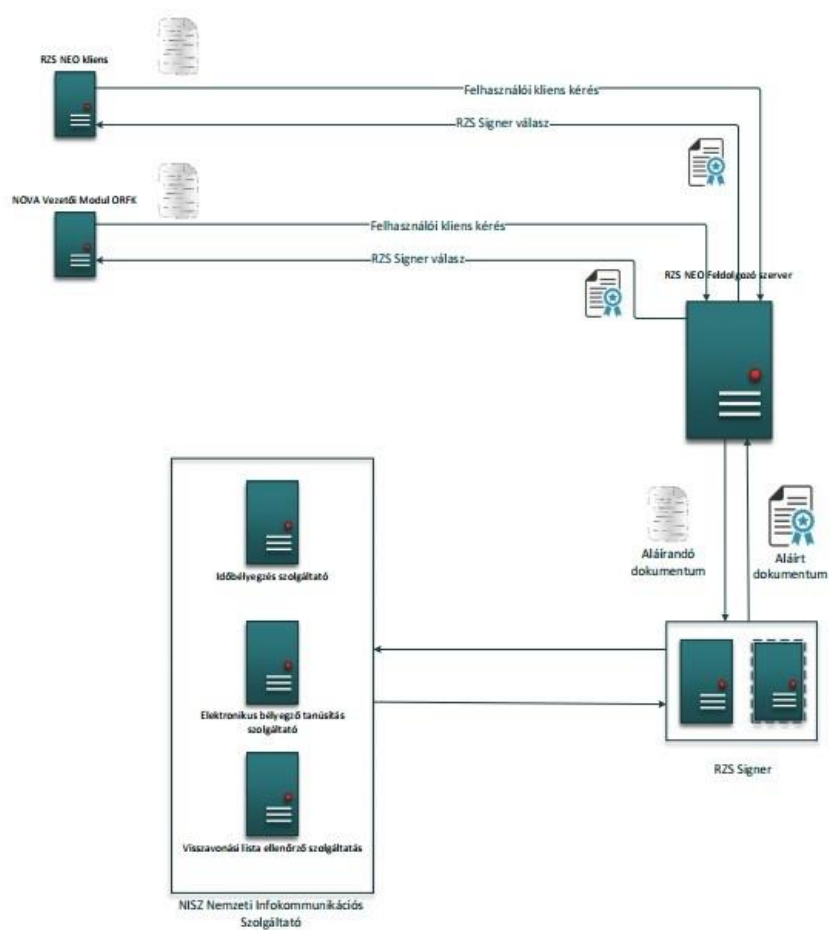 RZS NEO kliens
Felhasználói kliens kérés
RZS Signer válasz
NOVA Vezetői Modul ORFK
Felhasználói kliens kérés
RZS Signer válasz
RZS NEO Feldolgozó szerver
Aláírandó
dokumentum
Aláírt
dokumentum
Időbélyegzés szolgáltató
Elektronikus bélyegző tanúsítás
szolgáltató
Visszavonási lista ellenőrző szolgáltatás
RZS Signer
NISZ Nemzeti Infokommunikációs
Szolgáltató